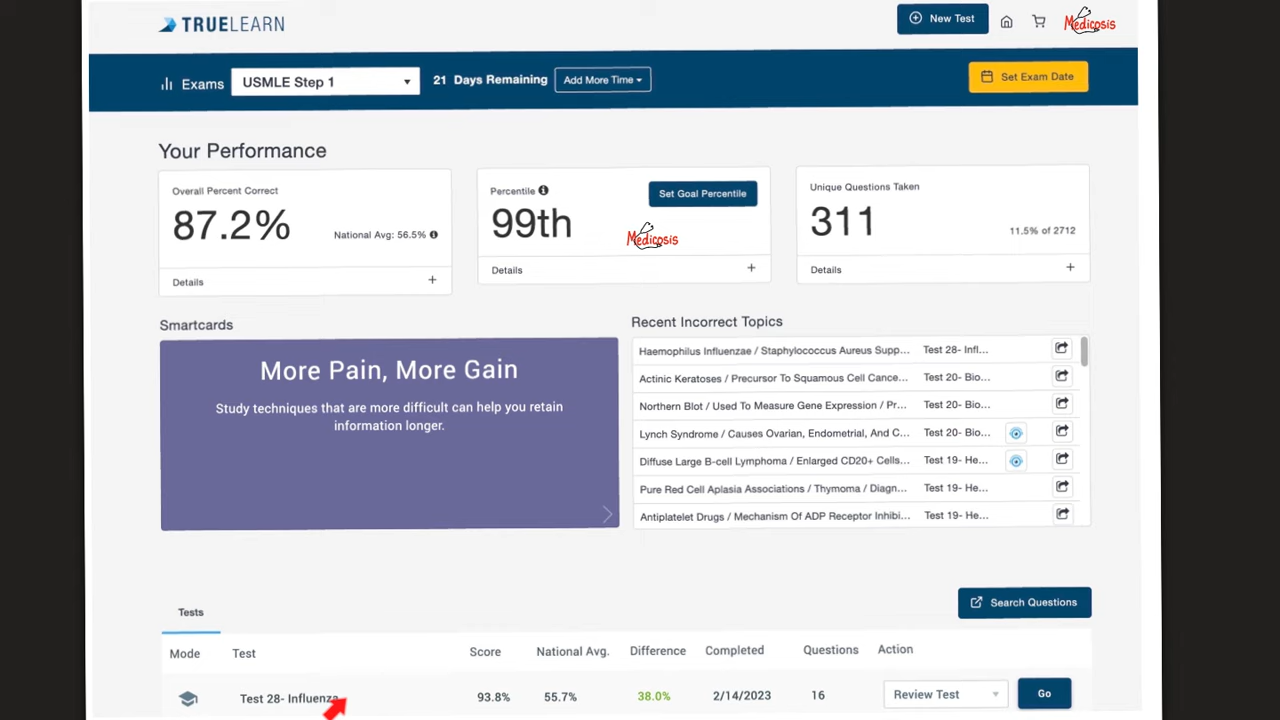 TRUELEARN
New Test
Medicosis
Exams
USMLE Step 1
21 Days Remaining
Add More Time
Set Exam Date
Your Performance
Overall Percent Correct
87.2%
National Avg: 56.5%
Details
Percentile
Set Goal Percentile
99th
Medicosis
Details
Unique Questions Taken
311
11.5% of 2712
Details
Smartcards
More Pain, More Gain
Study techniques that are more difficult can help you retain
information longer.
Recent Incorrect Topics
Haemophilus Influenzae / Staphylococcus Aureus Supp... Test 28- Infl...
Actinic Keratoses / Precursor To Squamous Cell Cance... Test 20- Bio...
Northern Blot / Used To Measure Gene Expression / Pr... Test 20- Bio...
Lynch Syndrome / Causes Ovarian, Endometrial, And C... Test 20- Bio...
Diffuse Large B-cell Lymphoma / Enlarged CD20+ Cells... Test 19- He...
Pure Red Cell Aplasia Associations / Thymoma / Diagn... Test 19- He...
Antiplatelet Drugs / Mechanism Of ADP Receptor Inhibi... Test 19- He...
Search Questions
Tests
Mode Test Score National Avg. Difference Completed Questions Action
Test 28- Influenza 93.8% 55.7% 38.0% 2/14/2023 16 Review Test Go